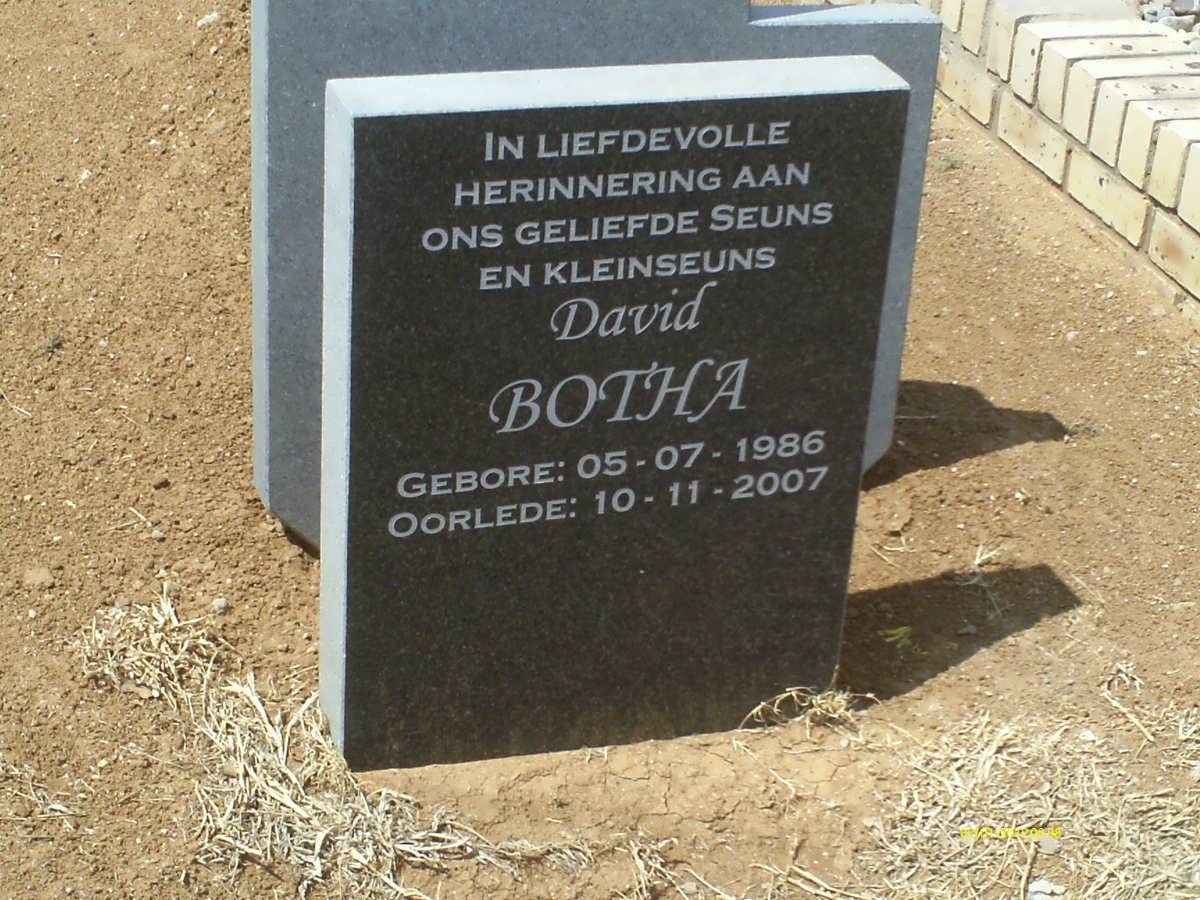 IN LIEFDEVOLLE
HERINNERING AAN
ONS GELIEFDE SEUNS
EN KLEINSEUNS
David
BOTHA
GEBORE: 05 - 07 - 1986
OORLEDE: 10 - 11 - 2007